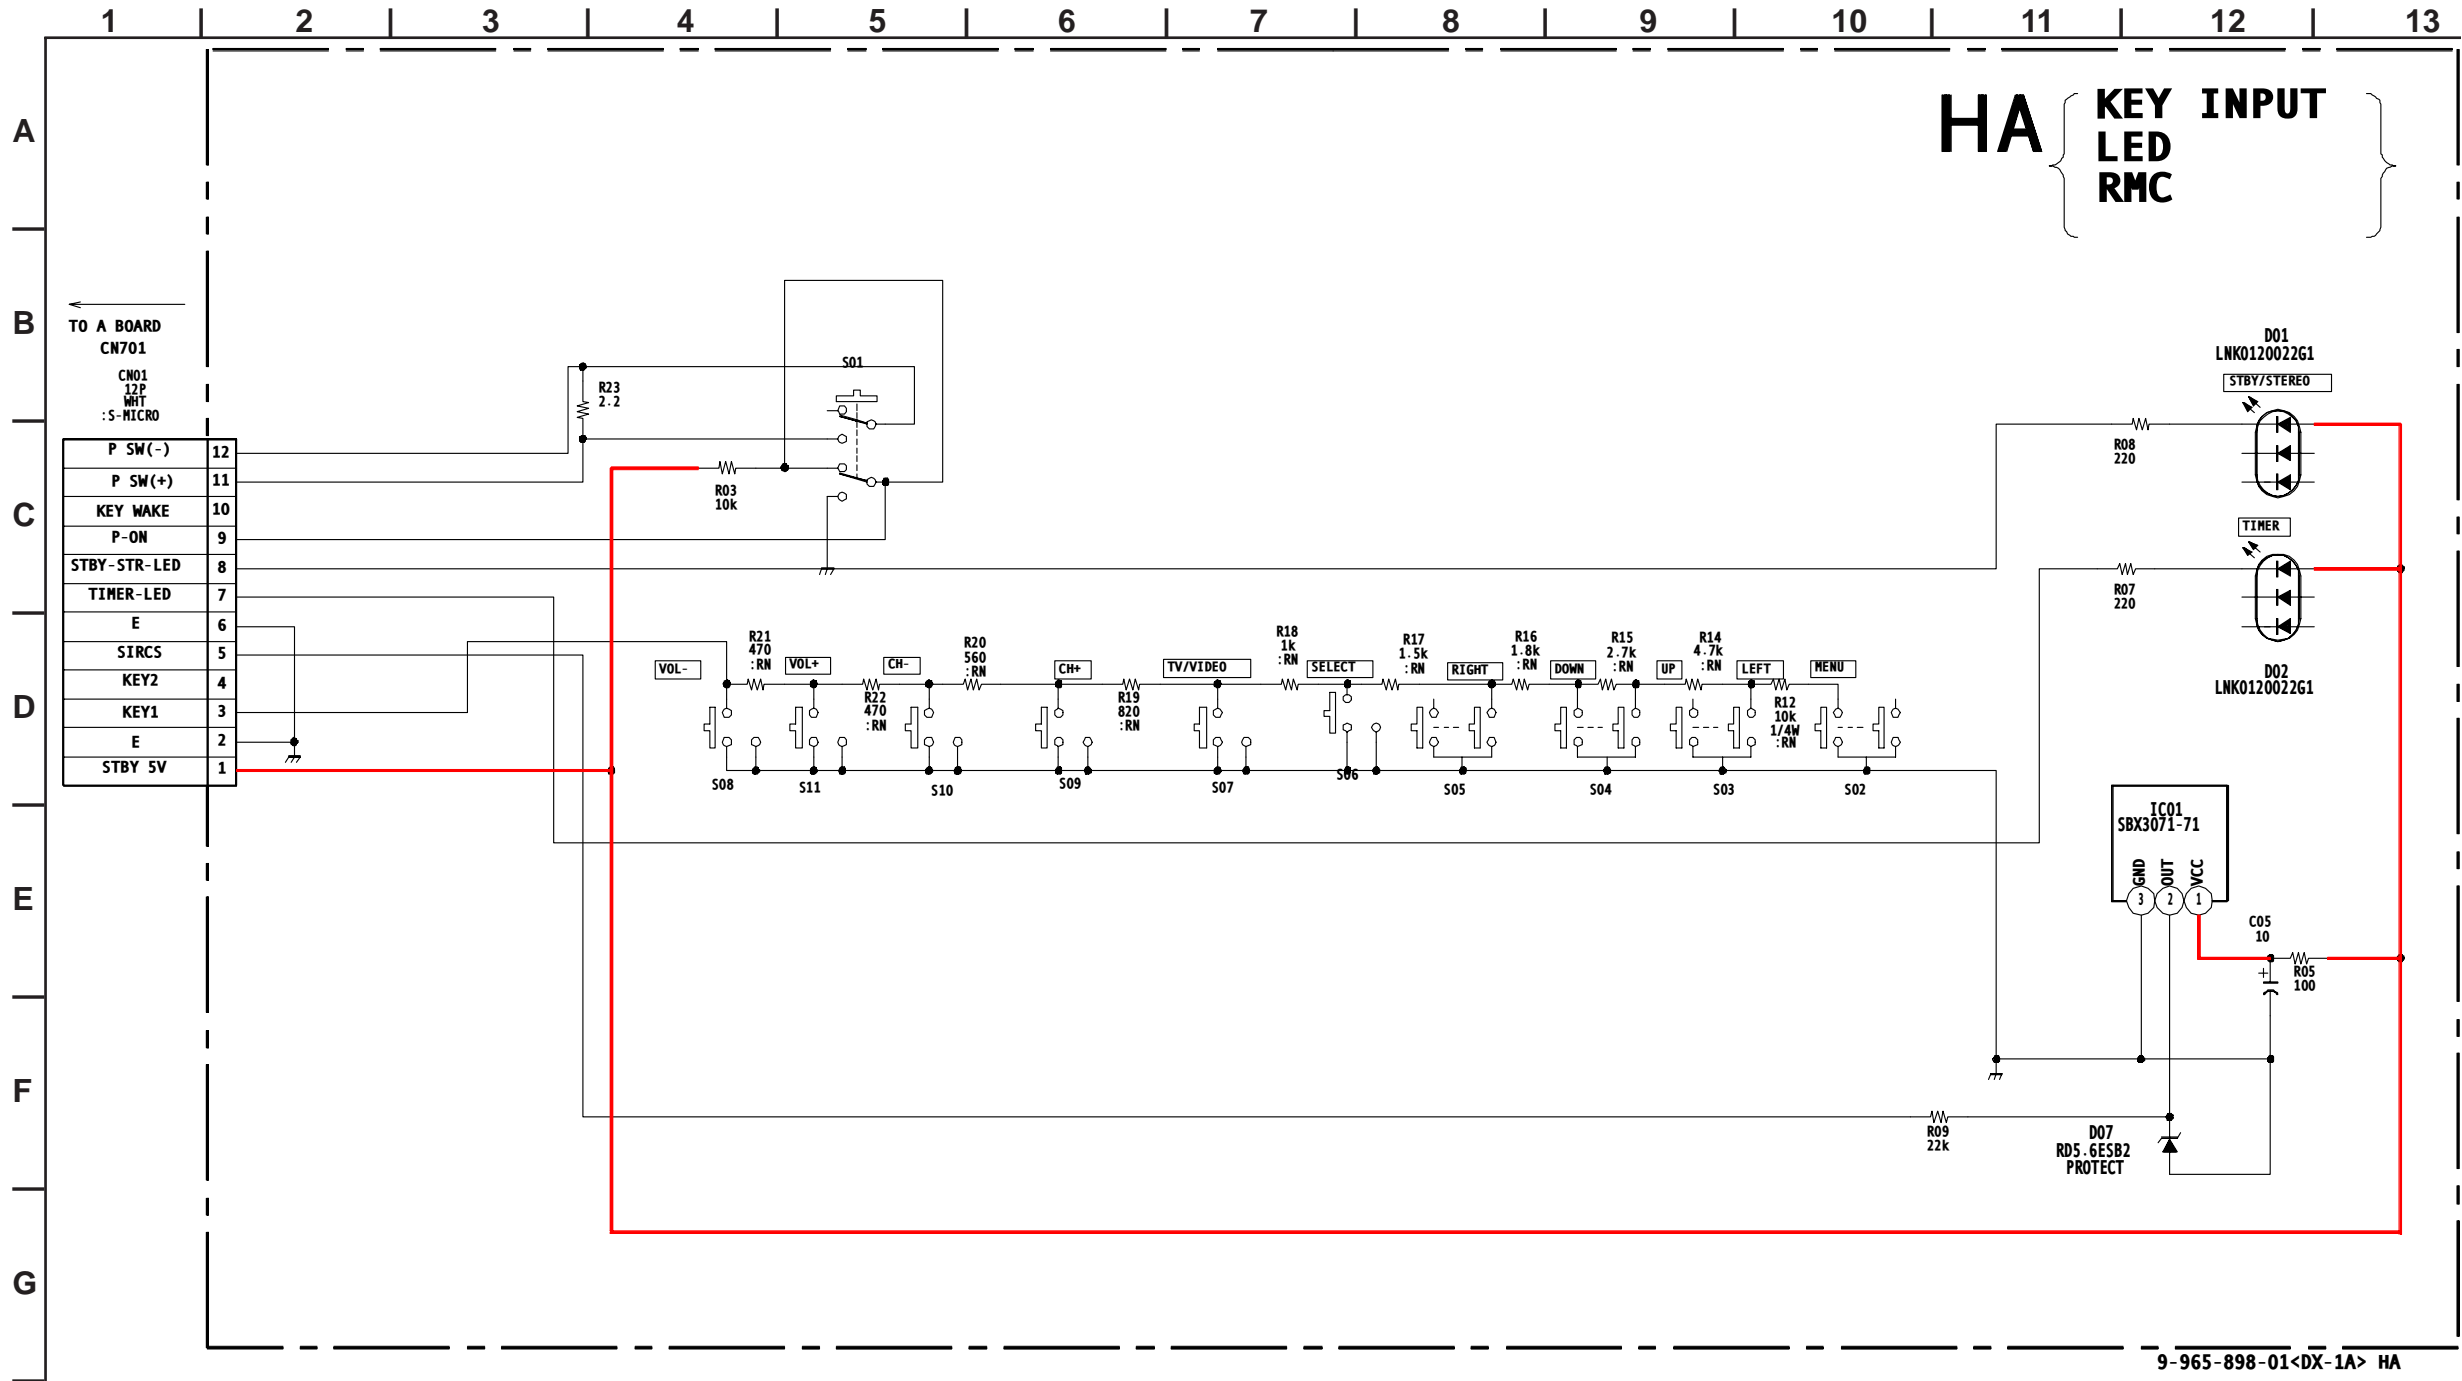 1 2 3 4 5 6 7 8 9 10 11 12 13
A
B
C
D
E
F
G
HA
KEY INPUT
LED
RMC
TO A BOARD
CN701
CN01
12P
WHT
:S-MICRO
P SW(-) 12
P SW(+) 11
KEY WAKE 10
P-ON 9
STBY-STR-LED 8
TIMER-LED 7
E 6
SIRCS 5
KEY2 4
KEY1 3
E 2
STBY 5V 1
R23
2.2
S01
R03
10k
D01
LNK0120022G1
STBY/STEREO
R08
220
TIMER
R07
220
D02
LNK0120022G1
VOL-
R21
470
:RN
VOL+
R22
470
:RN
CH-
R20
560
:RN
CH+
R19
820
:RN
TV/VIDEO
R18
1k
:RN
SELECT
R17
1.5k
:RN
RIGHT
R16
1.8k
:RN
DOWN
R15
2.7k
:RN
UP
R14
4.7k
:RN
LEFT
R12
10k
1/4W
:RN
MENU
S08
S11
S10
S09
S07
S06
S05
S04
S03
S02
IC01
SBX3071-71
GND
OUT
VCC
3
2
1
C05
10
+
R05
100
R09
22k
D07
RD5.6ESB2
PROTECT
9-965-898-01<DX-1A> HA